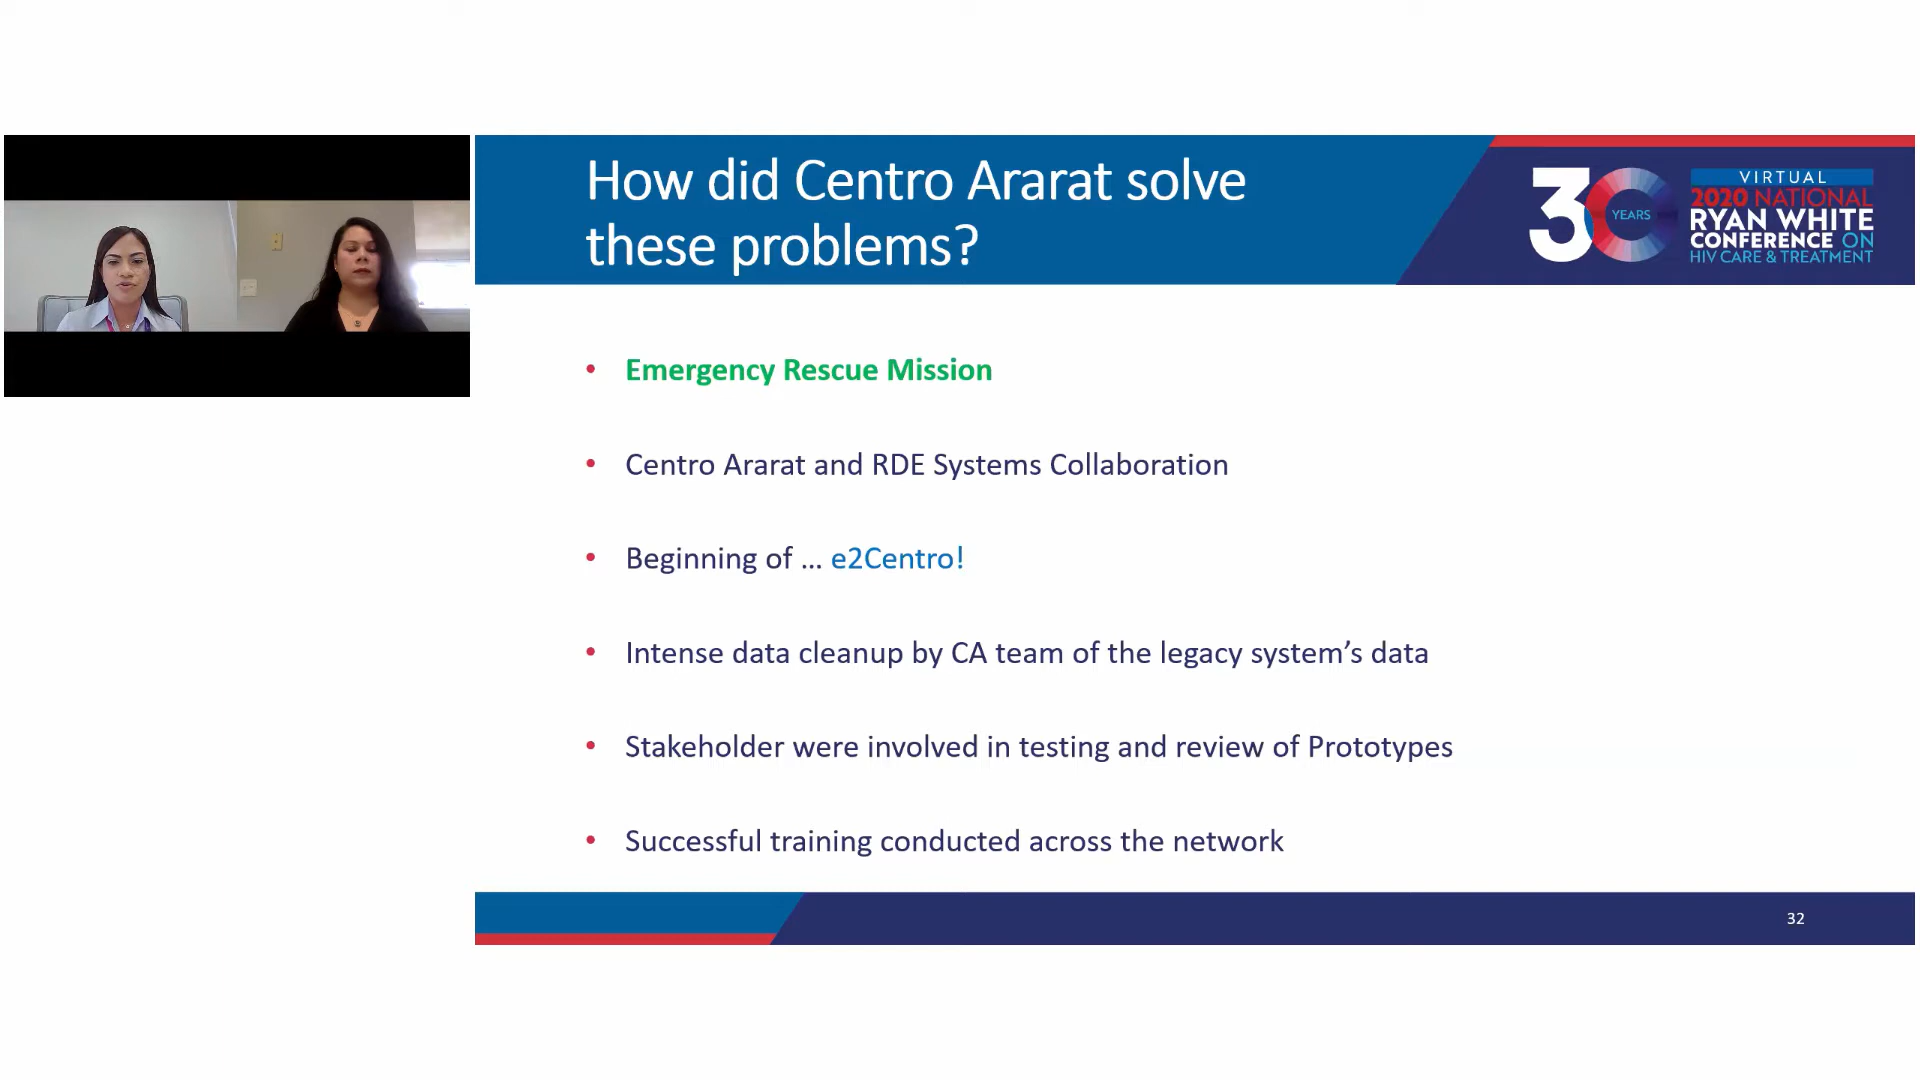 How did Centro Ararat solve
these problems?
30
YEARS
VIRTUAL
2020 NATIONAL
RYAN WHITE
CONFERENCE ON
HIV CARE & TREATMENT
• Emergency Rescue Mission
• Centro Ararat and RDE Systems Collaboration
• Beginning of ... e2Centro!
• Intense data cleanup by CA team of the legacy system’s data
• Stakeholder were involved in testing and review of Prototypes
• Successful training conducted across the network
32